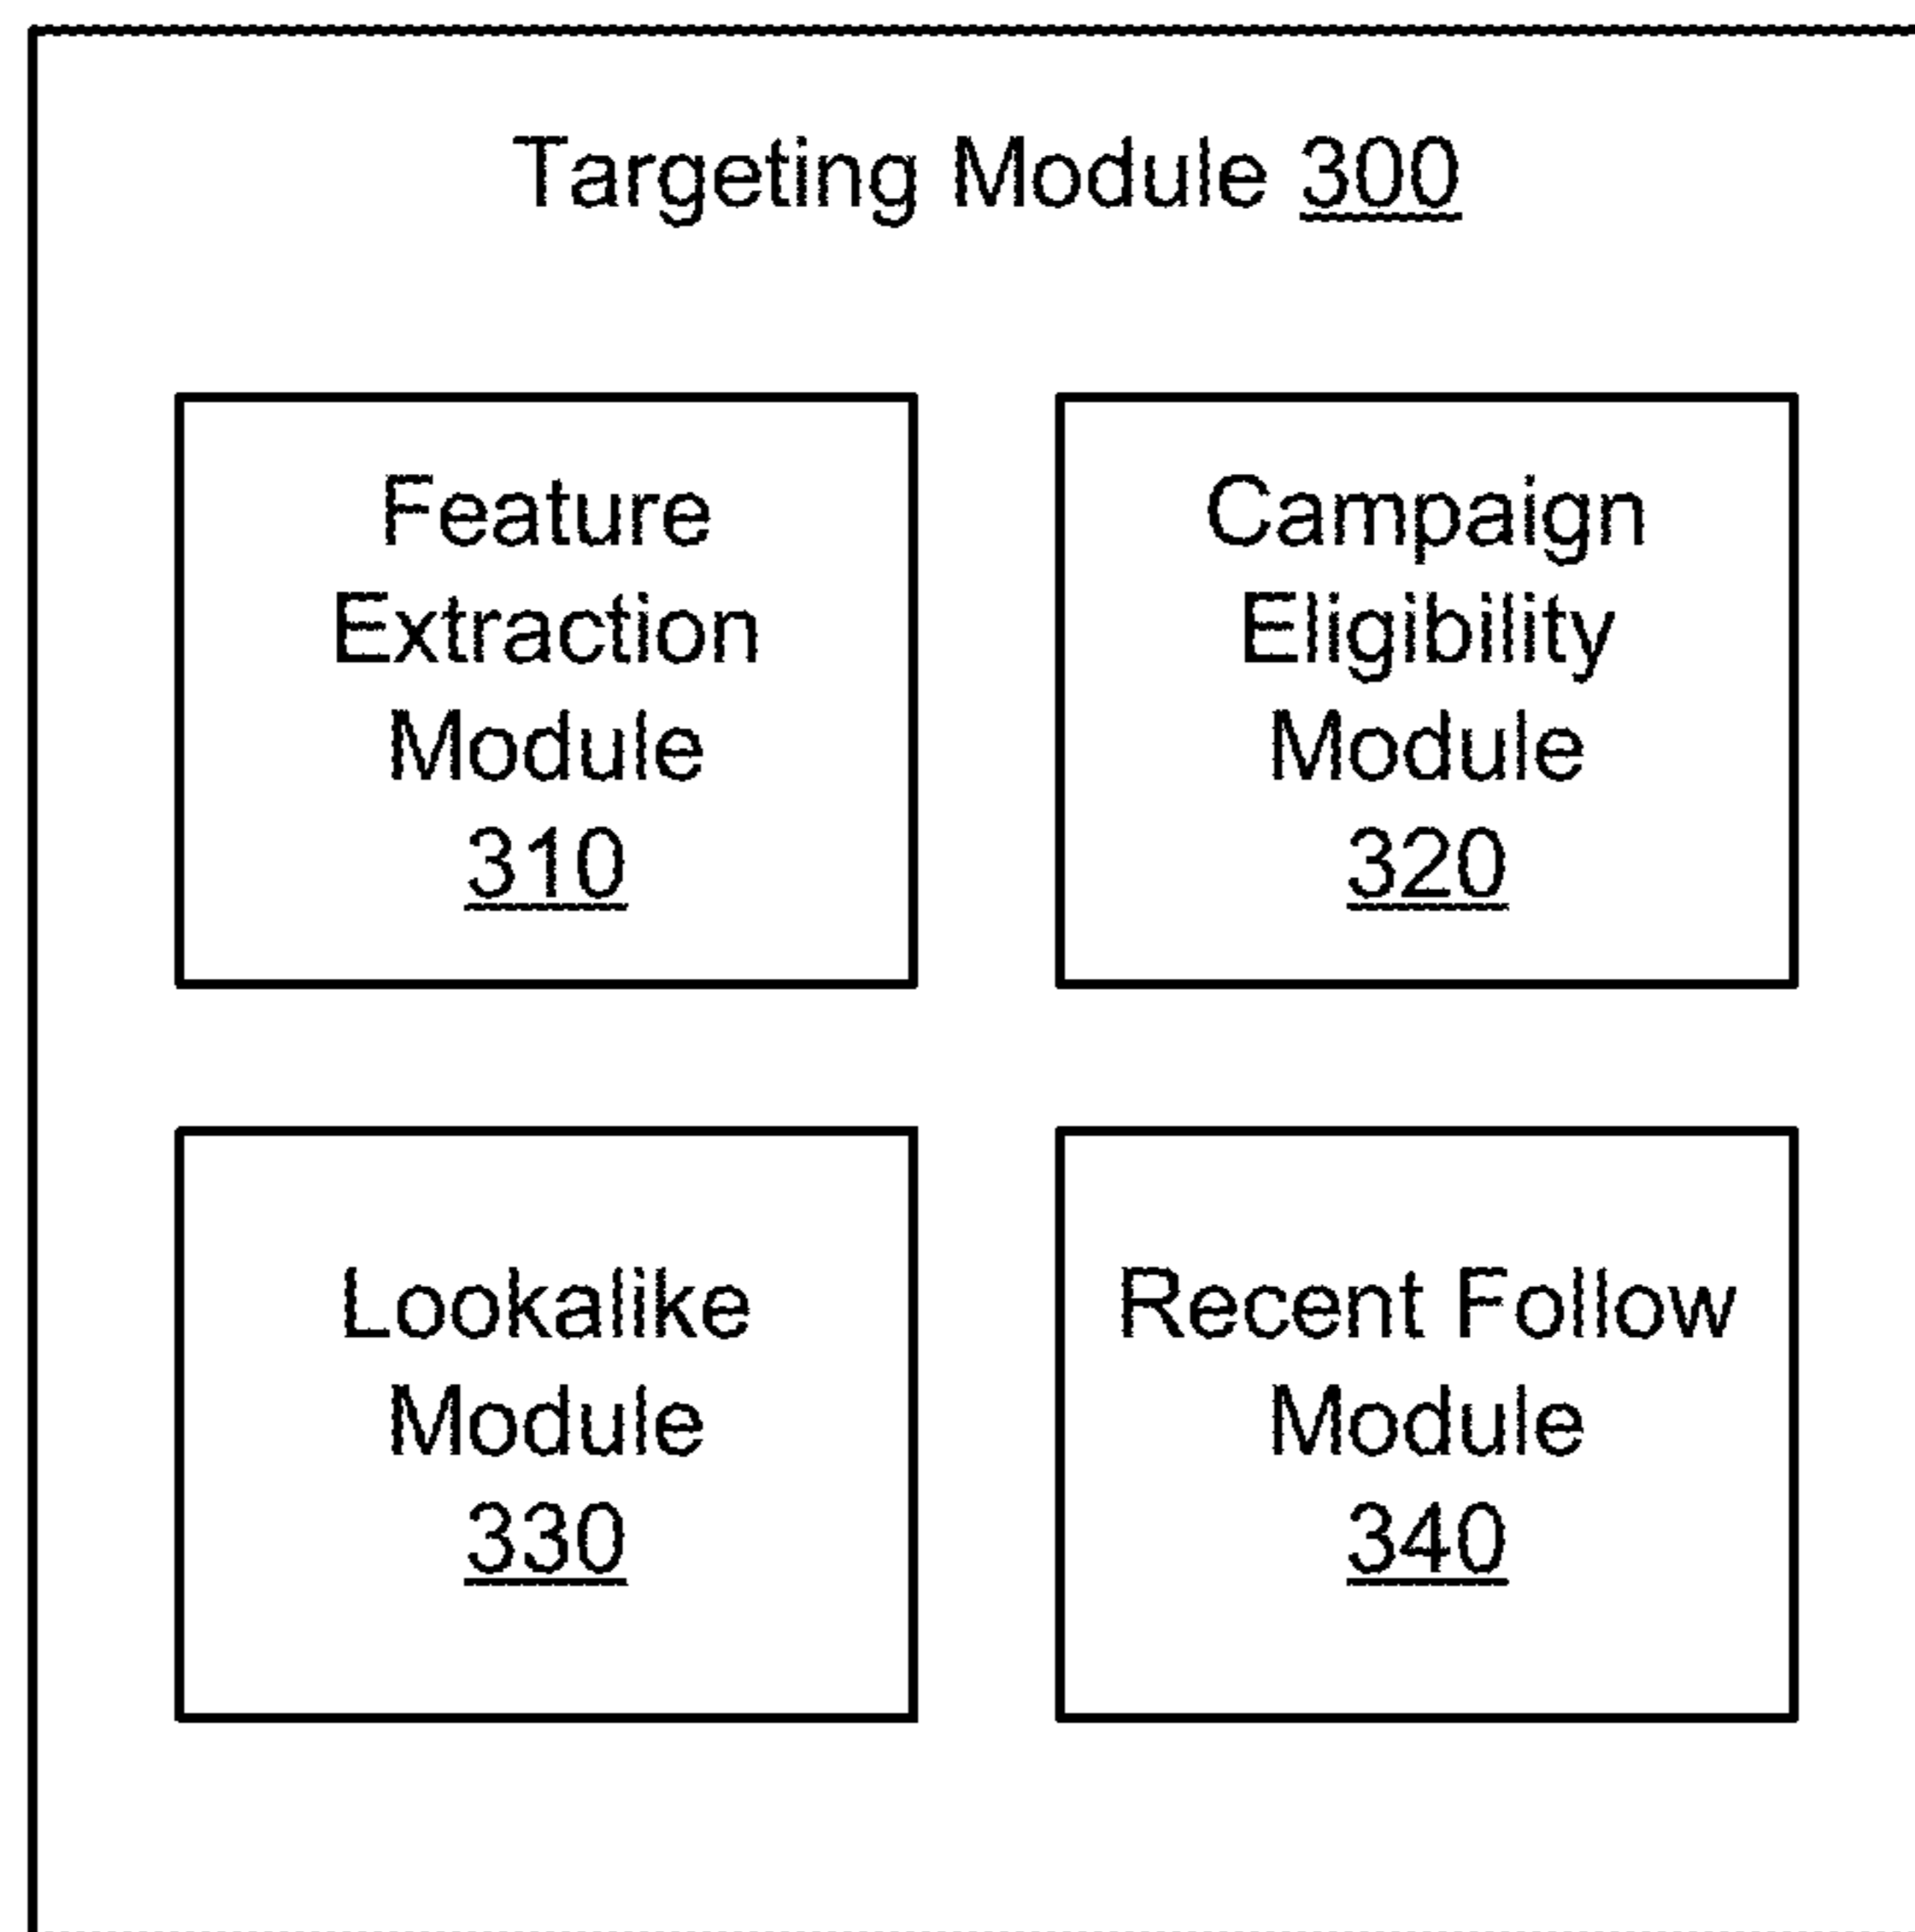 Targeting Module 300
Feature
Extraction
Module
310
Campaign
Eligibility
Module
320
Lookalike
Module
330
Recent Follow
Module
340